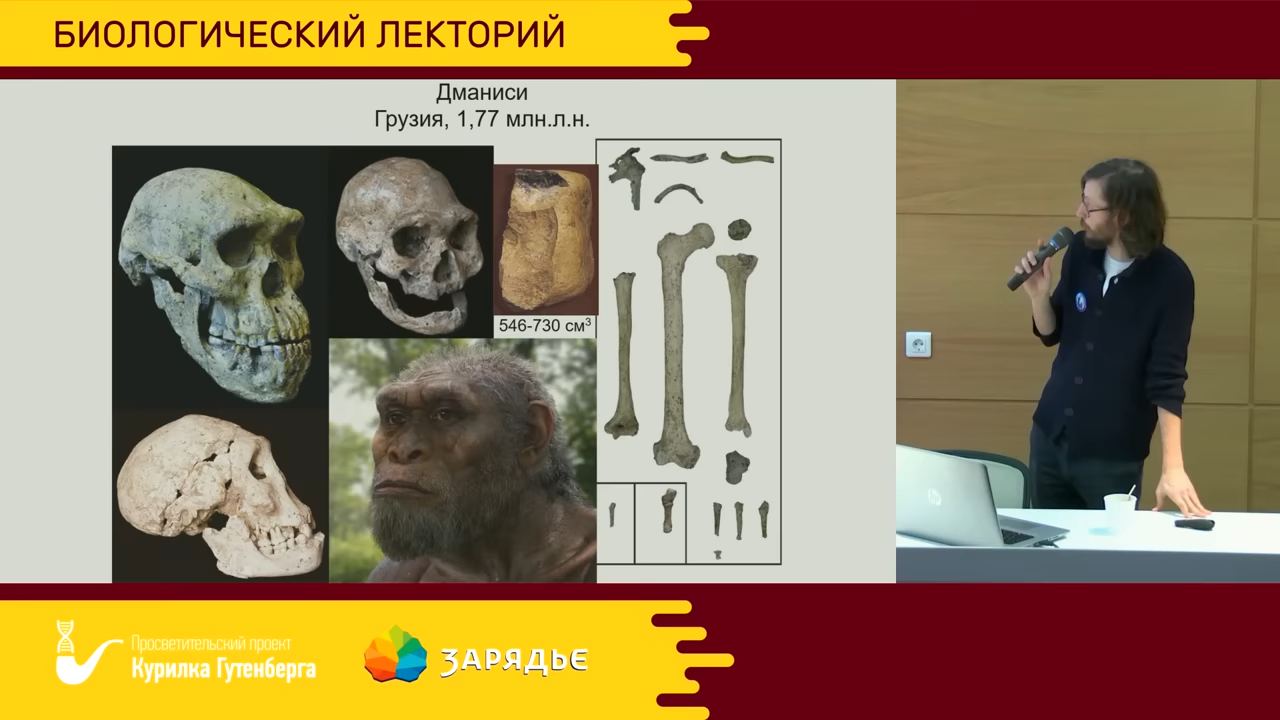 БИОЛОГИЧЕСКИЙ ЛЕКТОРИЙ
Дманиси
Грузия, 1,77 млн.л.н.
546-730 см³
Просветительский проект
Курилка Гутенберга
ЗАРЯДЬЕ